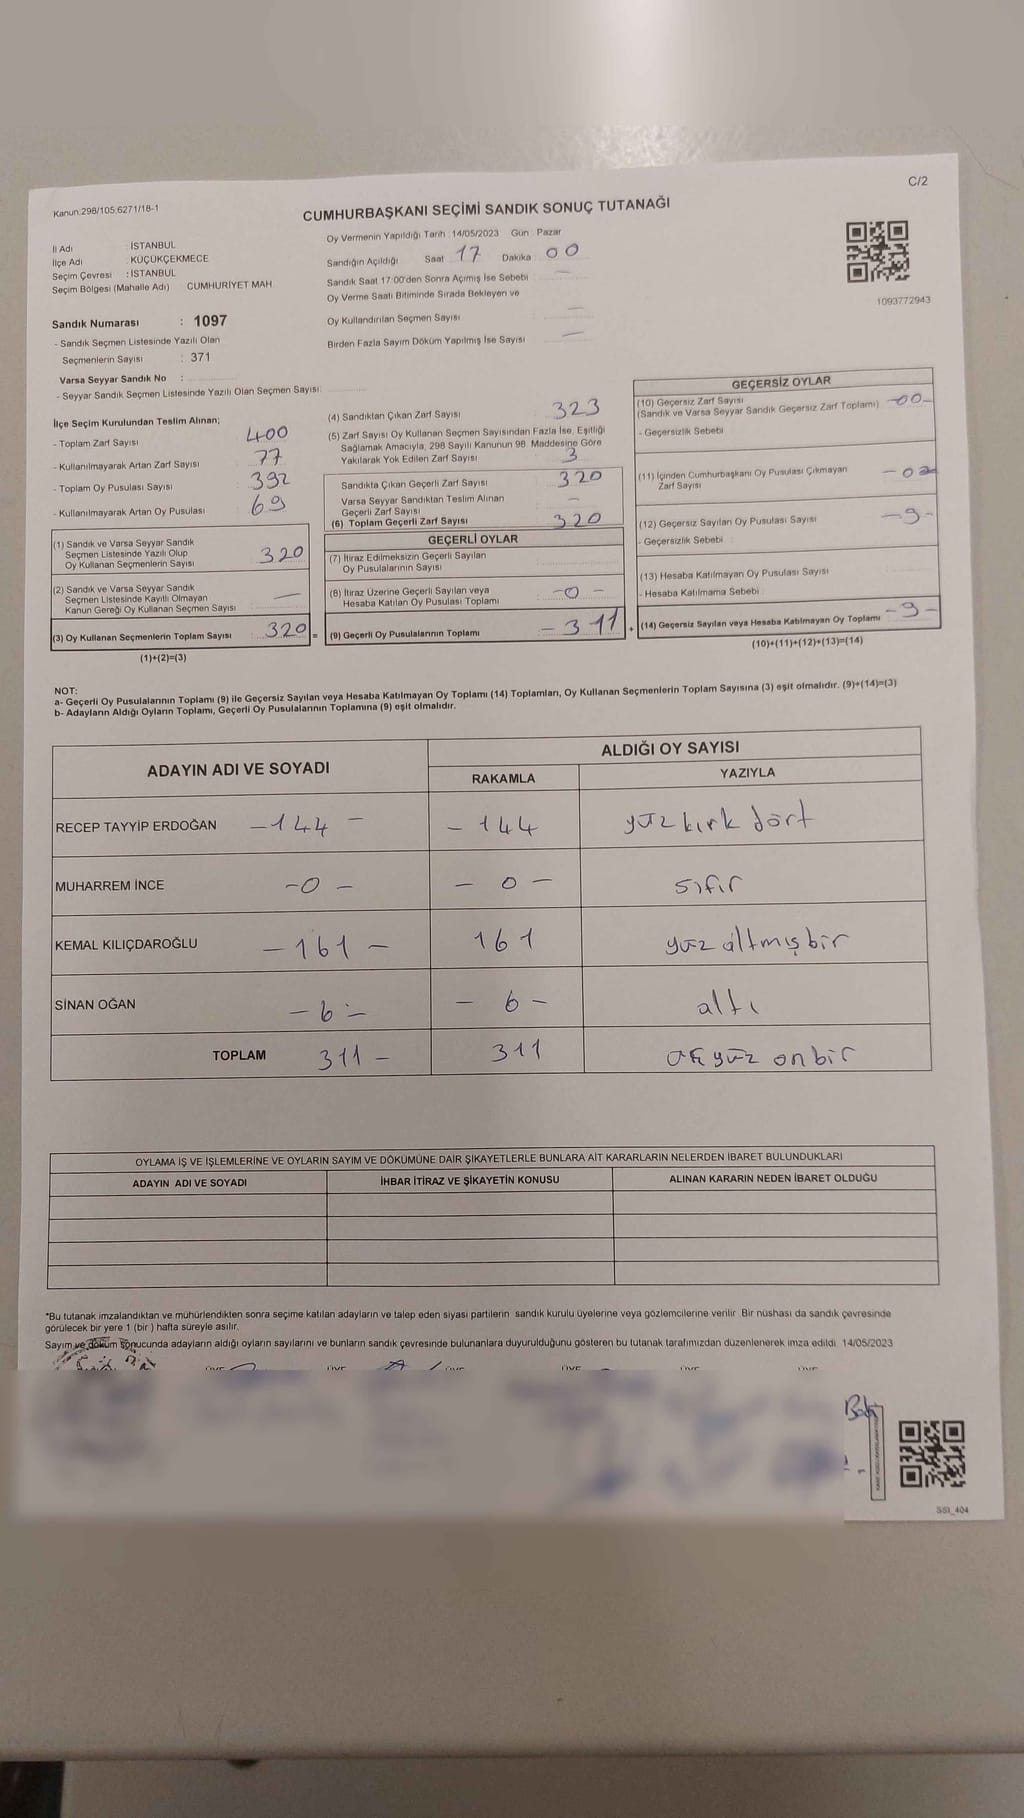 C/2
Kanun:298/105,6271/18-1
CUMHURBAŞKANI SEÇİMİ SANDIK SONUÇ TUTANAĞI
İl Adı : İSTANBUL
İlçe Adı : KÜÇÜKÇEKMECE
Seçim Çevresi : İSTANBUL
Seçim Bölgesi (Mahalle Adı) CUMHURİYET MAH
Oy Vermenin Yapıldığı Tarih 14/05/2023 Gün Pazar
Sandığın Açıldığı Saat 17 Dakika 00
Sandık Saat 17:00'den Sonra Açımış İse Sebebi —
Oy Verme Saati Bitiminde Sırada Bekleyen ve
Oy Kullandırılan Seçmen Sayısı —
Birden Fazla Sayım Döküm Yapılmış İse Sayısı —
1093772943
Sandık Numarası : 1097
- Sandık Seçmen Listesinde Yazılı Olan
Seçmenlerin Sayısı : 371
Varsa Seyyar Sandık No :
- Seyyar Sandık Seçmen Listesinde Yazılı Olan Seçmen Sayısı:
İlçe Seçim Kurulundan Teslim Alınan;
- Toplam Zarf Sayısı 400
- Kullanılmayarak Artan Zarf Sayısı 77
- Toplam Oy Pusulası Sayısı 392
- Kullanılmayarak Artan Oy Pusulası 69
(1) Sandık ve Varsa Seyyar Sandık
Seçmen Listesinde Yazılı Olup
Oy Kullanan Seçmenlerin Sayısı 320
(2) Sandık ve Varsa Seyyar Sandık
Seçmen Listesinde Kayıtlı Olmayan
Kanun Gereği Oy Kullanan Seçmen Sayısı —
(3) Oy Kullanan Seçmenlerin Toplam Sayısı 320 =
(1)+(2)=(3)
(4) Sandıktan Çıkan Zarf Sayısı 323
(5) Zarf Sayısı Oy Kullanan Seçmen Sayısından Fazla İse, Eşitliği
Sağlamak Amacıyla, 298 Sayılı Kanunun 98. Maddesine Göre
Yakılarak Yok Edilen Zarf Sayısı 3
Sandıkta Çıkan Geçerli Zarf Sayısı 320
Varsa Seyyar Sandıktan Teslim Alınan
Geçerli Zarf Sayısı —
(6) Toplam Geçerli Zarf Sayısı 320
GEÇERLİ OYLAR
(7) İtiraz Edilmeksizin Geçerli Sayılan
Oy Pusulalarının Sayısı
(8) İtiraz Üzerine Geçerli Sayılan veya
Hesaba Katılan Oy Pusulası Toplamı -0-
(9) Geçerli Oy Pusulalarının Toplamı - 311 +
GEÇERSİZ OYLAR
(10) Geçersiz Zarf Sayısı
(Sandık ve Varsa Seyyar Sandık Geçersiz Zarf Toplamı) -00-
- Geçersizlik Sebebi
(11) İçinden Cumhurbaşkanı Oy Pusulası Çıkmayan
Zarf Sayısı
(12) Geçersiz Sayılan Oy Pusulası Sayısı -9-
- Geçersizlik Sebebi
(13) Hesaba Katılmayan Oy Pusulası Sayısı
- Hesaba Katılmama Sebebi
(14) Geçersiz Sayılan veya Hesaba Katılmayan Oy Toplamı -9-
(10)+(11)+(12)+(13)=(14)
NOT:
a- Geçerli Oy Pusulalarının Toplamı (9) ile Geçersiz Sayılan veya Hesaba Katılmayan Oy Toplamı (14) Toplamları, Oy Kullanan Seçmenlerin Toplam Sayısına (3) eşit olmalıdır. (9)+(14)=(3)
b- Adayların Aldığı Oyların Toplamı, Geçerli Oy Pusulalarının Toplamına (9) eşit olmalıdır.
ADAYIN ADI VE SOYADI ALDIĞI OY SAYISI
RAKAMLA YAZIYLA
RECEP TAYYİP ERDOĞAN -144- - 144 yüz kırk dört
MUHARREM İNCE -0- - 0 - sıfır
KEMAL KILIÇDAROĞLU -161- 161 yüz altmış bir
SİNAN OĞAN -6- - 6 - altı
TOPLAM 311 - 311 üç yüz on bir
OYLAMA İŞ VE İŞLEMLERİNE VE OYLARIN SAYIM VE DÖKÜMÜNE DAİR ŞİKAYETLERLE BUNLARA AİT KARARLARIN NELERDEN İBARET BULUNDUKLARI
ADAYIN ADI VE SOYADI İHBAR İTİRAZ VE ŞİKAYETİN KONUSU ALINAN KARARIN NEDEN İBARET OLDUĞU
*Bu tutanak imzalandıktan ve mühürlendikten sonra seçime katılan adayların ve talep eden siyasi partilerin sandık kurulu üyelerine veya gözlemcilerine verilir. Bir nüshası da sandık çevresinde
görülecek bir yere 1 (bir) hafta süreyle asılır.
Sayım ve döküm sonucunda adayların aldığı oyların sayılarını ve bunların sandık çevresinde bulunanlara duyurulduğunu gösteren bu tutanak tarafımızdan düzenlenerek imza edildi 14/05/2023
SSI_404